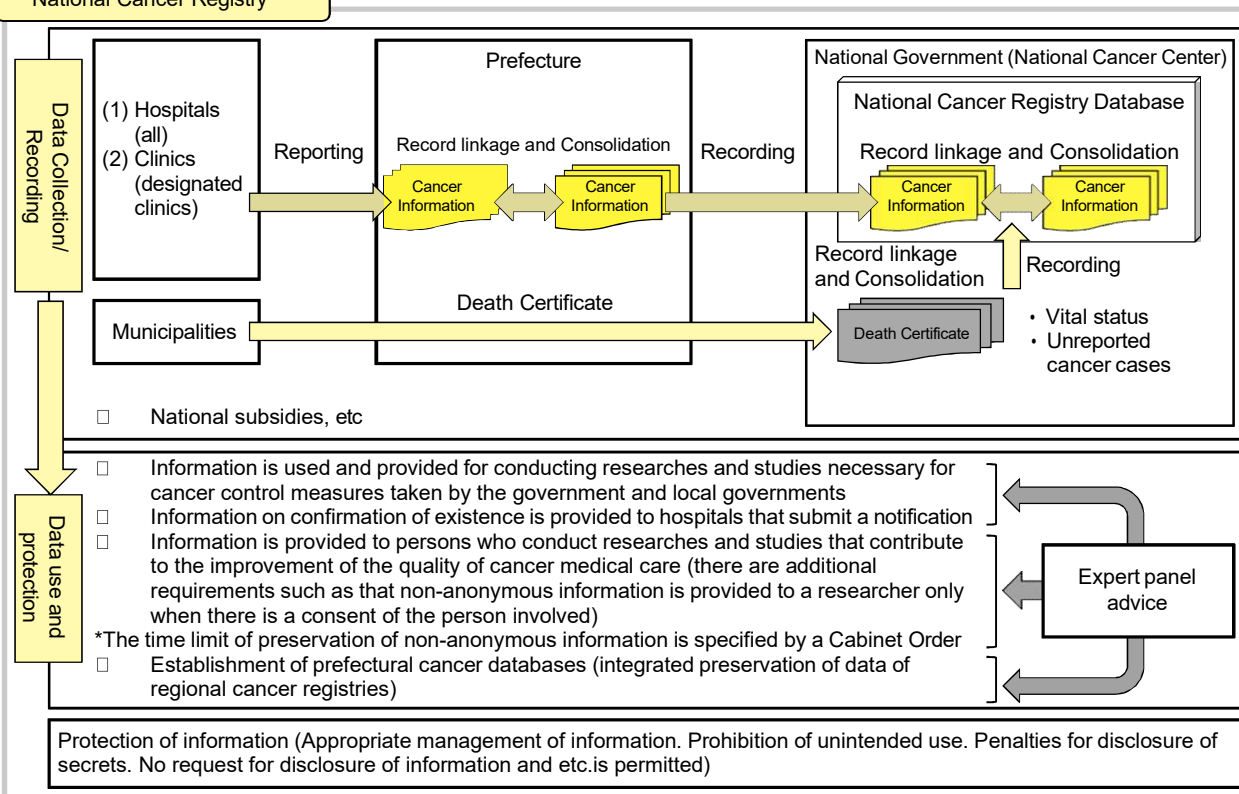 National Cancer Registry
Data Collection/
Recording
(1) Hospitals
(all)
(2) Clinics
(designated
clinics)
Reporting
Prefecture
Record linkage and Consolidation
Cancer
Information
Cancer
Information
Recording
National Government (National Cancer Center)
National Cancer Registry Database
Record linkage and Consolidation
Cancer
Information
Cancer
Information
Record linkage
and Consolidation
Recording
Municipalities
Death Certificate
Death Certificate
・ Vital status
・ Unreported
cancer cases
□ National subsidies, etc
Data use and
protection
□ Information is used and provided for conducting researches and studies necessary for
cancer control measures taken by the government and local governments
□ Information on confirmation of existence is provided to hospitals that submit a notification
□ Information is provided to persons who conduct researches and studies that contribute
to the improvement of the quality of cancer medical care (there are additional
requirements such as that non-anonymous information is provided to a researcher only
when there is a consent of the person involved)
*The time limit of preservation of non-anonymous information is specified by a Cabinet Order
□ Establishment of prefectural cancer databases (integrated preservation of data of
regional cancer registries)
Expert panel
advice
Protection of information (Appropriate management of information. Prohibition of unintended use. Penalties for disclosure of
secrets. No request for disclosure of information and etc.is permitted)